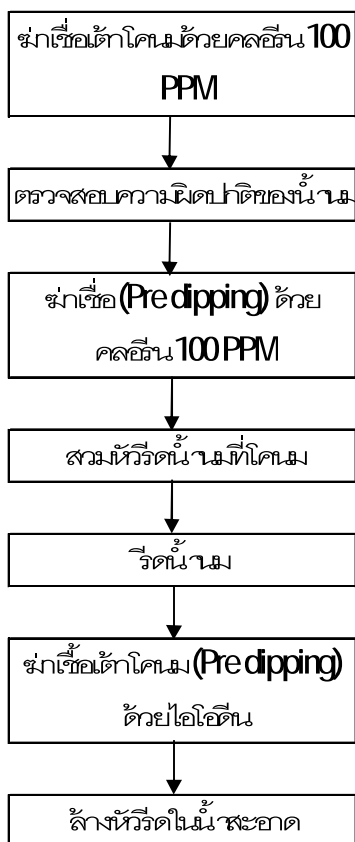 ฆ่าเชื่อเต้าโคนมด้วยคลอรีน 100
PPM
ตรวจสอบความผิดปกติของน้ำนม
ฆ่าเชื่อ (Pre dipping) ด้วย
คลอรีน 100 PPM
สวมหัวรีดน้ำนมที่โคนม
รีดน้ำนม
ฆ่าเชื้อเต้าโคนม (Pre dipping)
ด้วยไอโอดีน
ล้างหัวรีดในน้ำสะอาด